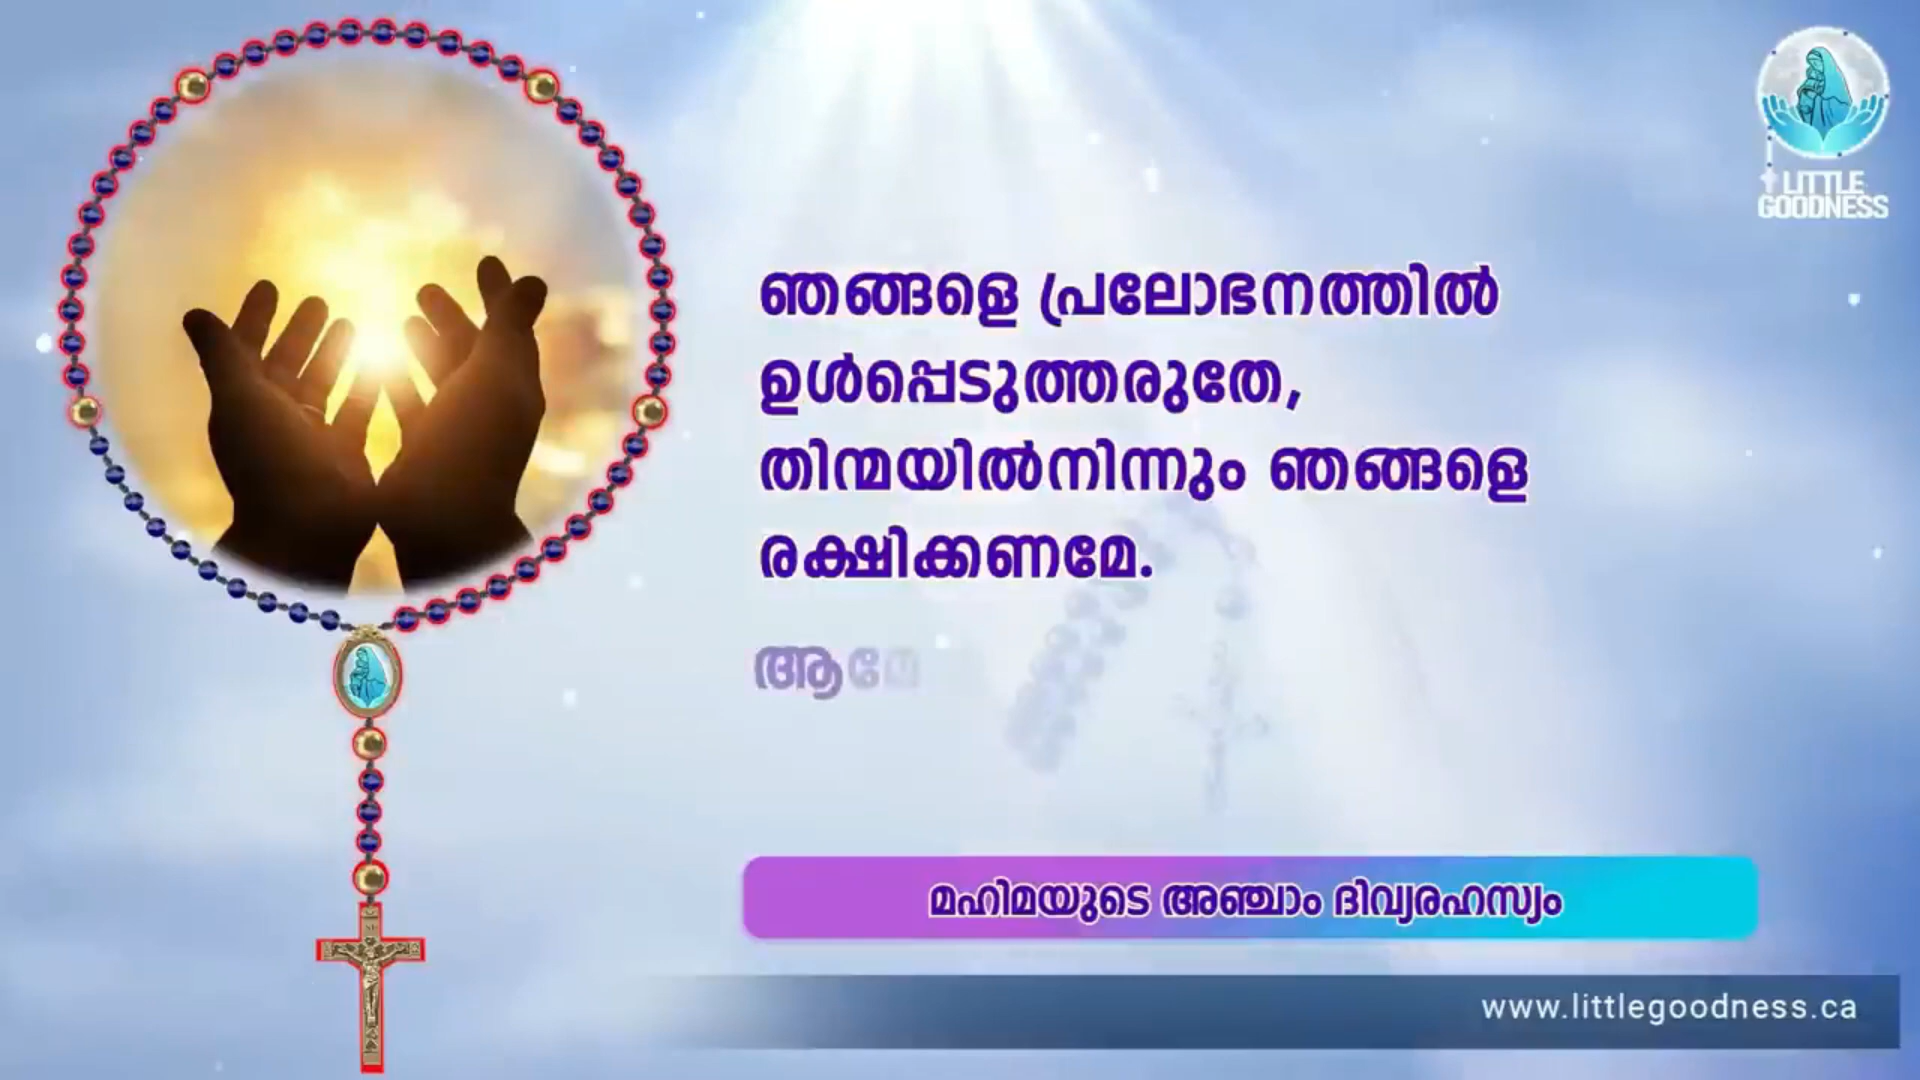 LITTLE
GOODNESS
ഞങ്ങളെ പ്രലോഭനത്തിൽ
ഉൾപ്പെടുത്തരുതേ,
തിന്മയിൽനിന്നും ഞങ്ങളെ
രക്ഷിക്കണമേ.
ആമേ
മഹിമയുടെ അഞ്ചാം ദിവ്യരഹസ്യം
www.littlegoodness.ca